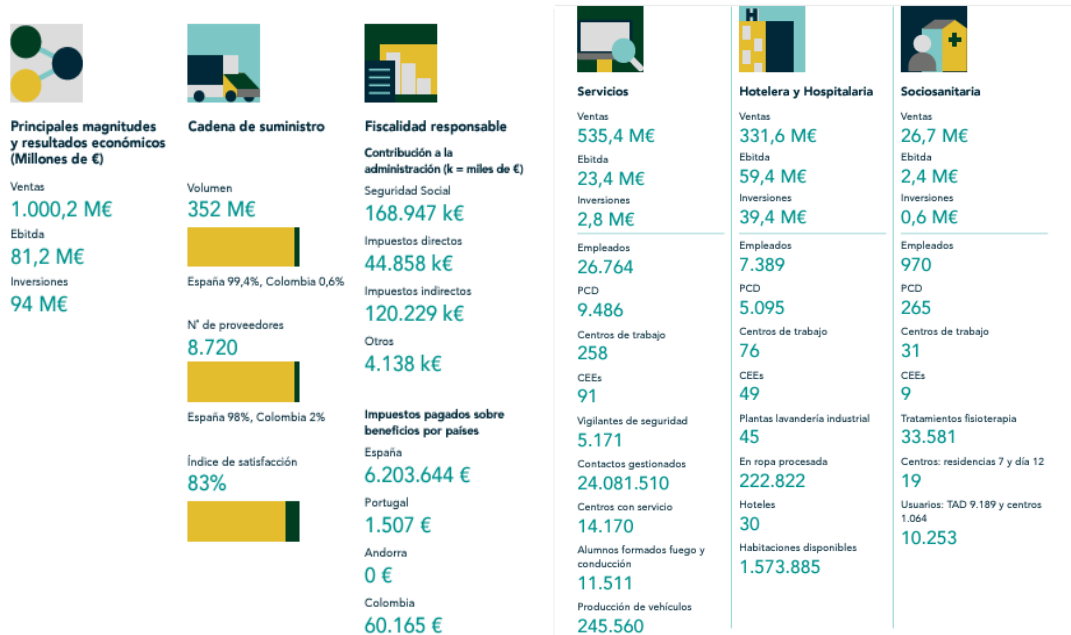 Principales magnitudes
y resultados económicos
(Millones de €)
Ventas
1.000,2 M€
Ebitda
81,2 M€
Inversiones
94 M€
Cadena de suministro
Volumen
352 M€
España 99,4%, Colombia 0,6%
N° de proveedores
8.720
España 98%, Colombia 2%
Índice de satisfacción
83%
Fiscalidad responsable
Contribución a la
administración (k = miles de €)
Seguridad Social
168.947 k€
Impuestos directos
44.858 k€
Impuestos indirectos
120.229 k€
Otros
4.138 k€
Impuestos pagados sobre
beneficios por países
España
6.203.644 €
Portugal
1.507 €
Andorra
0 €
Colombia
60.165 €
Servicios
Ventas
535,4 M€
Ebitda
23,4 M€
Inversiones
2,8 M€
Empleados
26.764
PCD
9.486
Centros de trabajo
258
CEEs
91
Vigilantes de seguridad
5.171
Contactos gestionados
24.081.510
Centros con servicio
14.170
Alumnos formados fuego y
conducción
11.511
Producción de vehículos
245.560
H
Hotelera y Hospitalaria
Ventas
331,6 M€
Ebitda
59,4 M€
Inversiones
39,4 M€
Empleados
7.389
PCD
5.095
Centros de trabajo
76
CEEs
49
Plantas lavandería industrial
45
En ropa procesada
222.822
Hoteles
30
Habitaciones disponibles
1.573.885
Sociosanitaria
Ventas
26,7 M€
Ebitda
2,4 M€
Inversiones
0,6 M€
Empleados
970
PCD
265
Centros de trabajo
31
CEEs
9
Tratamientos fisioterapia
33.581
Centros: residencias 7 y día 12
19
Usuarios: TAD 9.189 y centros
1.064
10.253